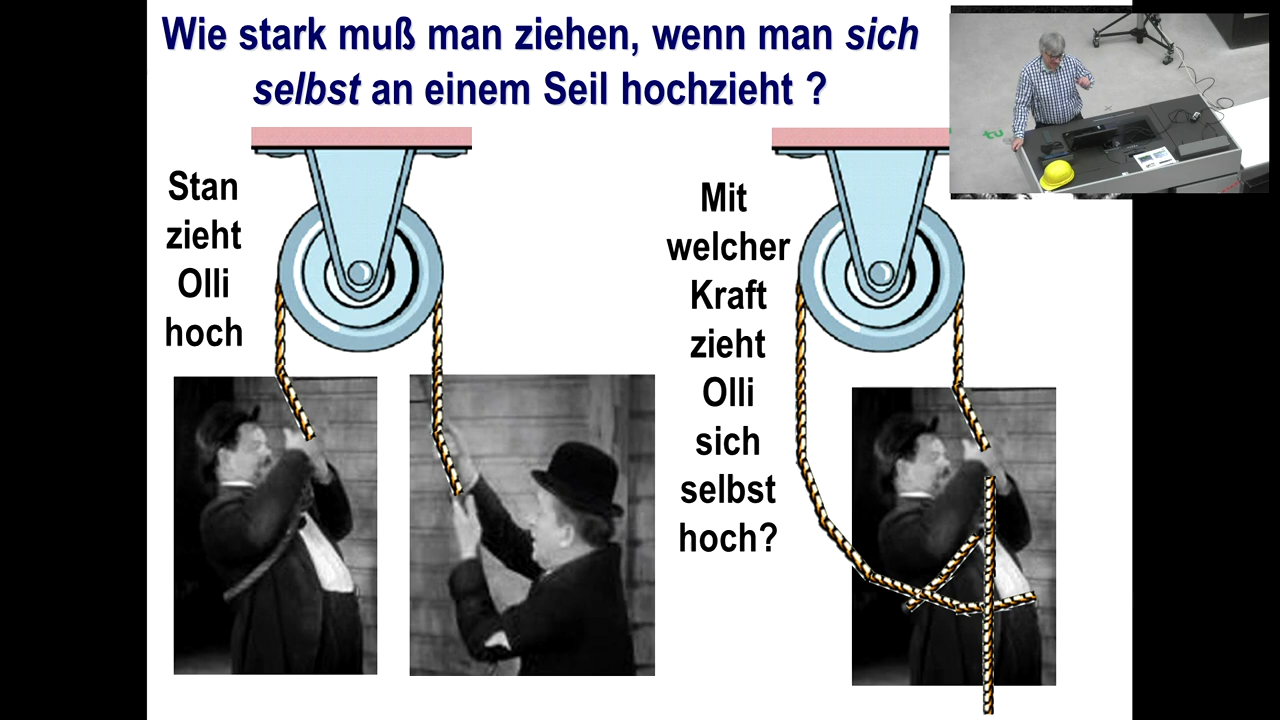 Wie stark muß man ziehen, wenn man sich
selbst an einem Seil hochzieht ?
Stan
zieht
Olli
hoch
Mit
welcher
Kraft
zieht
Olli
sich
selbst
hoch?